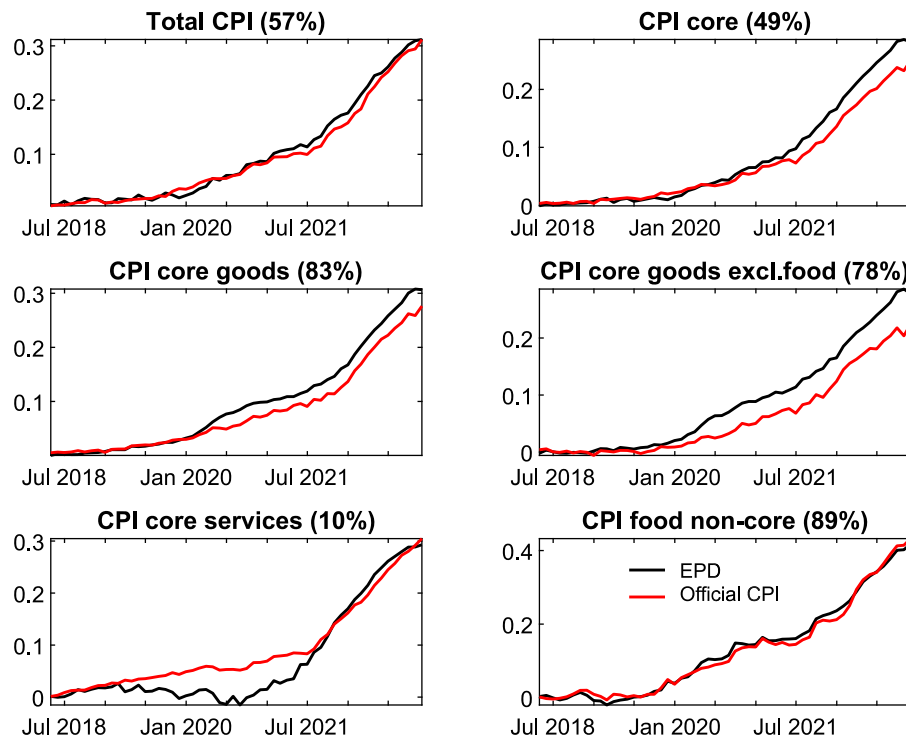 Total CPI (57%)
0.3
0.2
0.1
Jul 2018 Jan 2020 Jul 2021
CPI core (49%)
0.2
0.1
0
Jul 2018 Jan 2020 Jul 2021
CPI core goods (83%)
0.3
0.2
0.1
Jul 2018 Jan 2020 Jul 2021
CPI core goods excl.food (78%)
0.2
0.1
0
Jul 2018 Jan 2020 Jul 2021
CPI core services (10%)
0.3
0.2
0.1
0
Jul 2018 Jan 2020 Jul 2021
CPI food non-core (89%)
0.4
0.2
0
EPD
Official CPI
Jul 2018 Jan 2020 Jul 2021